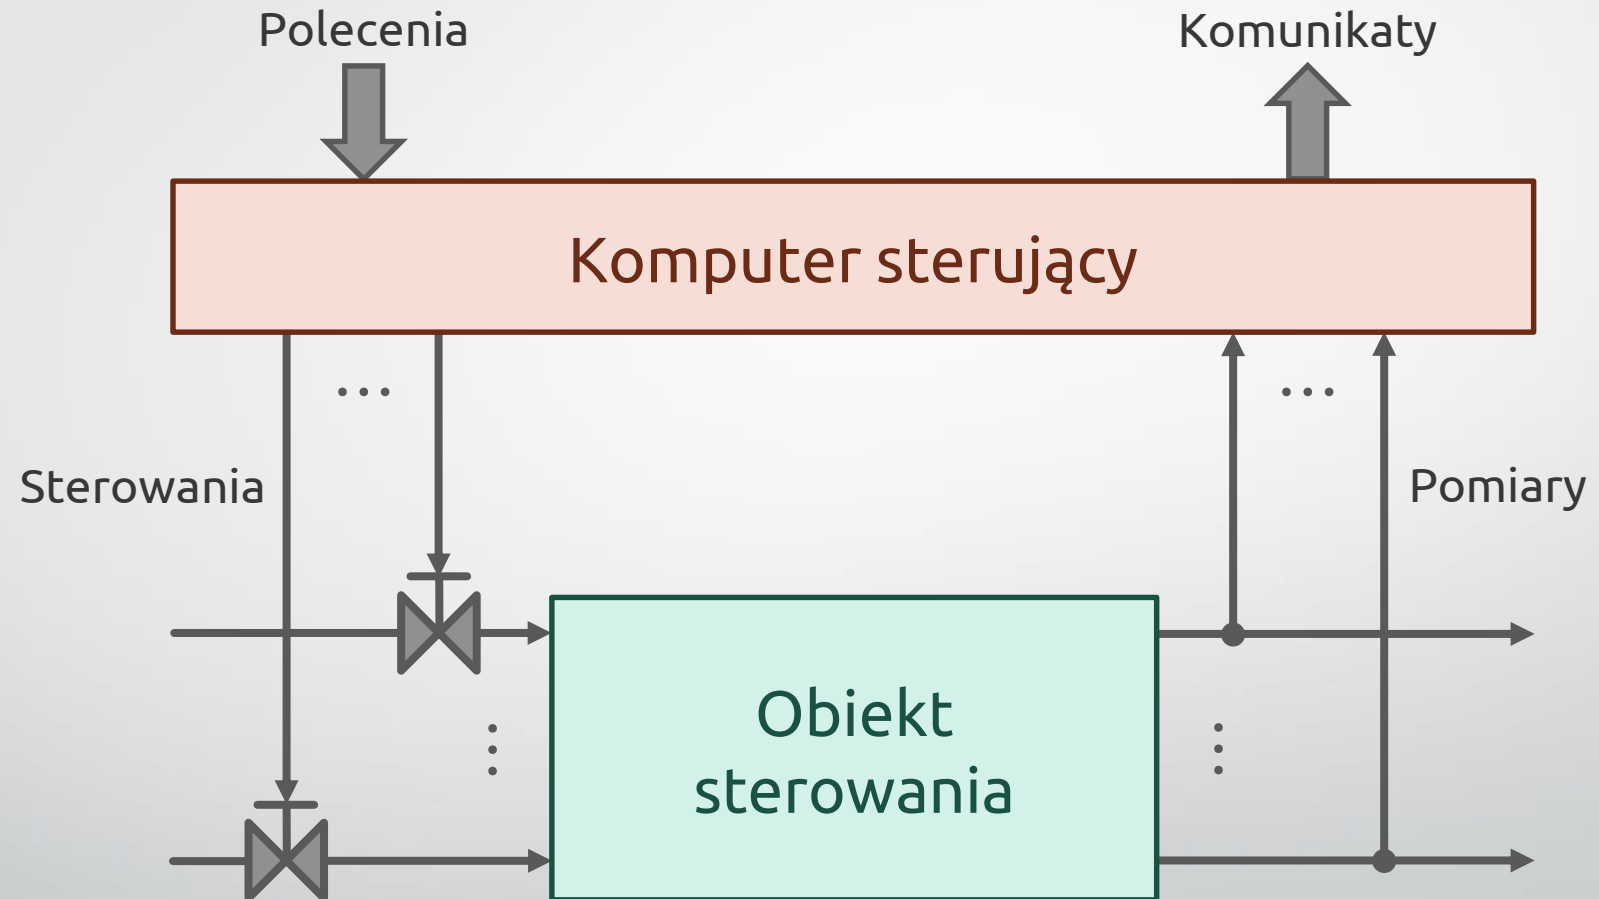 Polecenia
Komunikaty
Komputer sterujący
...
...
Sterowania
Pomiary
Obiekt
sterowania